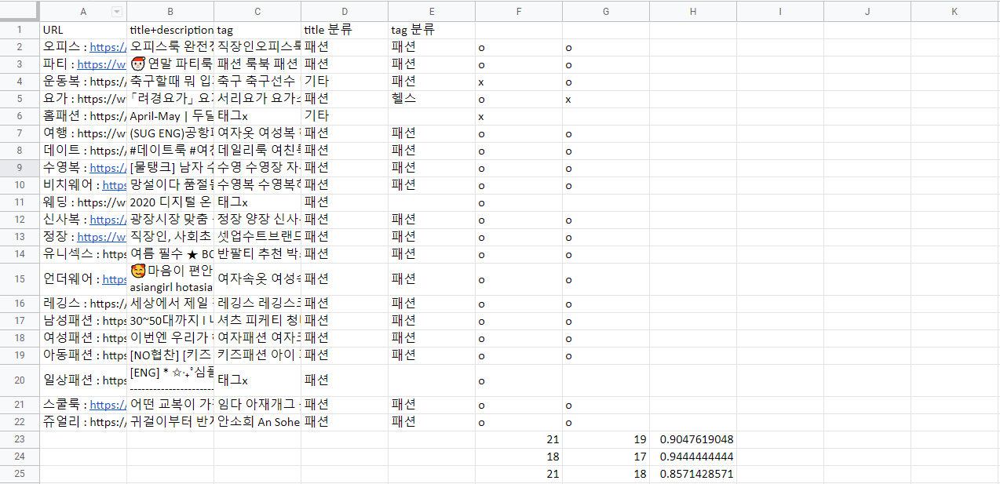 A B C D E F G H I J K
1 URL title+description tag title 분류 tag 분류
2 오피스 : https:/ 오피스룩 완전정 직장인오피스룩 패션 패션 o o
3 파티 : https://w 🎅연말 파티룩 패션 룩북 패션 패션 패션 o o
4 운동복 : https:/ 축구할때 뭐 입 축구 축구선수 기타 패션 x o
5 요가 : https://w 「려경요가」 요 서리요가 요가 패션 헬스 o x
6 홈패션 : https:/ April-May | 두달 태그x 기타 x
7 여행 : https://w (SUG ENG)공항 여자옷 여성복 패션 패션 o o
8 데이트 : https:/ #데이트룩 #여친 데일리룩 여친룩 패션 패션 o o
9 수영복 : https:/ [물탱크] 남자 수 수영 수영장 자 패션 패션 o o
10 비치웨어 : https 망설이다 품절 수영복 수영복 패션 패션 o o
11 웨딩 : https://w 2020 디지털 온 태그x 패션 o
12 신사복 : https:/ 광장시장 맞춤 정장 양장 신사 패션 패션 o o
13 정장 : https://w 직장인, 사회초 셋업수트브랜드 패션 패션 o o
14 유니섹스 : https 여름 필수 ★ BC 반팔티 추천 박 패션 패션 o o
15 언더웨어 : https 🥰마음이 편안 여자속옷 여성속 패션 패션 o o
asiangirl hotasia
16 레깅스 : https:/ 세상에서 제일 레깅스 레깅스 패션 패션 o o
17 남성패션 : https 30~50대까지 l 셔츠 피케티 청 패션 패션 o o
18 여성패션 : https 이번엔 우리가 여자패션 여자 패션 패션 o o
19 아동패션 : https [NO협찬] [키즈 키즈패션 아이 패션 패션 o o
20 일상패션 : https [ENG] * ☆·₊˚심플 태그x 패션 o
----------------------
21 스쿨룩 : https:/ 어떤 교복이 가 임다 아재개그 패션 패션 o o
22 쥬얼리 : https:/ 귀걸이부터 반지 안소희 An Sohe 패션 패션 o o
23 21 19 0.9047619048
24 18 17 0.9444444444
25 21 18 0.8571428571